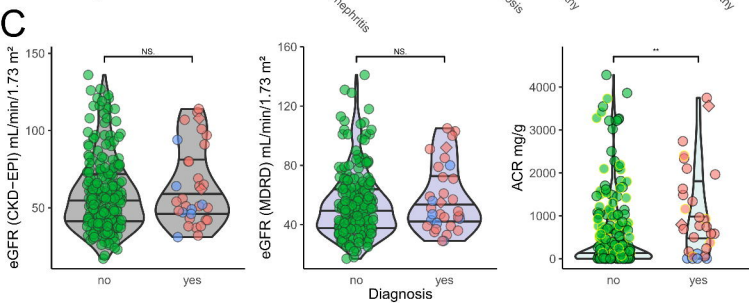 nephritis
osis
ny
C
eGFR (CKD−EPI) mL/min/1.73 m²
150
100
50
NS.
no
yes
eGFR (MDRD) mL/min/1.73 m²
160
120
80
40
NS.
no
yes
Diagnosis
ACR mg/g
4000
3000
2000
1000
0
**
no
yes